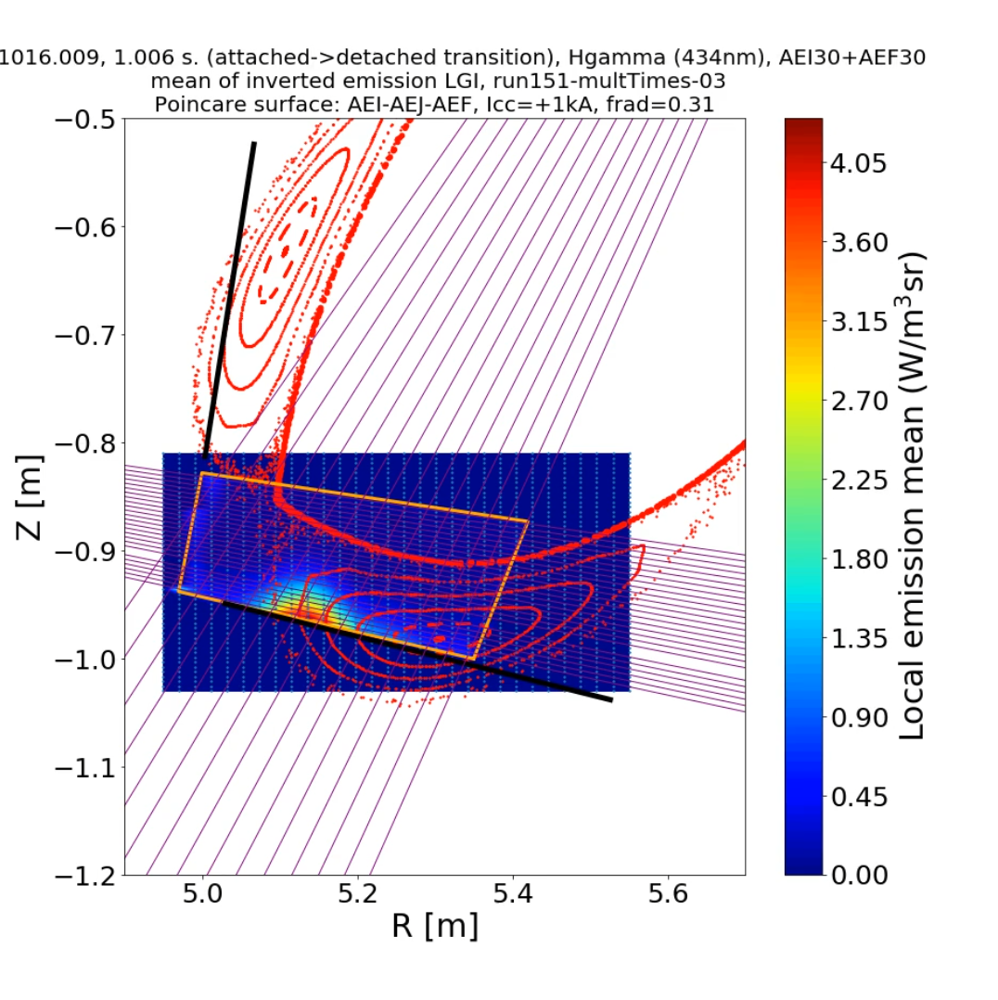 1016.009, 1.006 s. (attached->detached transition), Hgamma (434nm), AEI30+AEF30
mean of inverted emission LGI, run151-multTimes-03
Poincare surface: AEI-AEJ-AEF, Icc=+1kA, frad=0.31
−0.5
−0.6
−0.7
−0.8
−0.9
−1.0
−1.1
−1.2
Z [m]
5.0 5.2 5.4 5.6
R [m]
4.05
3.60
3.15
2.70
2.25
1.80
1.35
0.90
0.45
0.00
Local emission mean (W/m³sr)